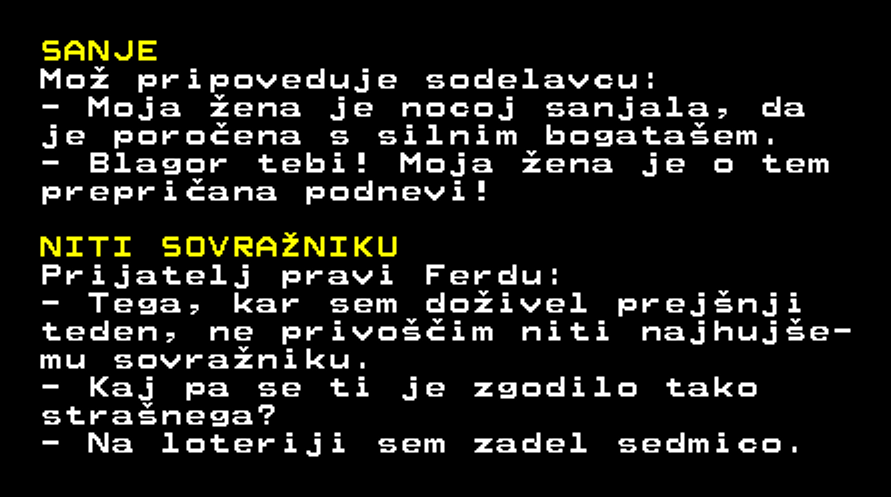 SANJE
Mož pripoveduje sodelavcu:
- Moja žena je nocoj sanjala, da
je poročena s silnim bogatašem.
- Blagor tebi! Moja žena je o tem
prepričana podnevi!
NITI SOVRAŽNIKU
Prijatelj pravi Ferdu:
- Tega, kar sem doživel prejšnji
teden, ne privoščim niti najhujše-
mu sovražniku.
- Kaj pa se ti je zgodilo tako
strašnega?
- Na loteriji sem zadel sedmico.